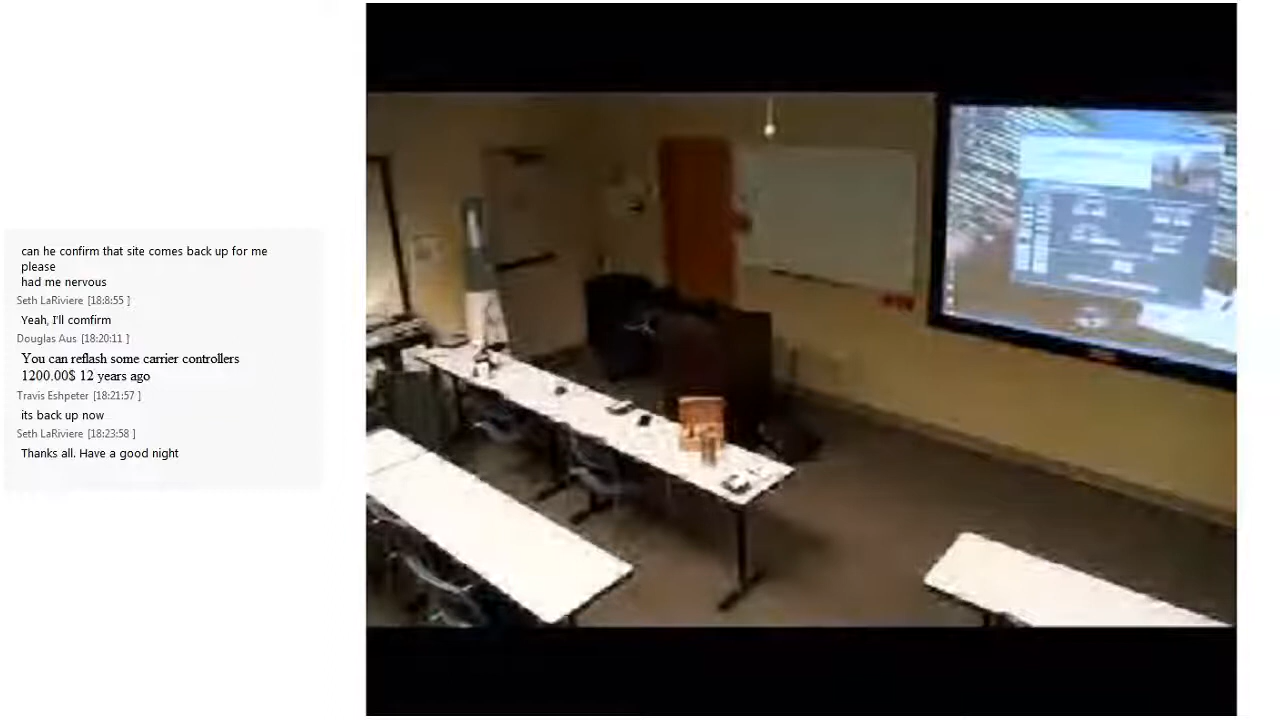 can he confirm that site comes back up for me
please
had me nervous
Seth LaRiviere [18:8:55 ]
Yeah, I'll comfirm
Douglas Aus [18:20:11 ]
You can reflash some carrier controllers
1200.00$ 12 years ago
Travis Eshpeter [18:21:57 ]
its back up now
Seth LaRiviere [18:23:58 ]
Thanks all. Have a good night